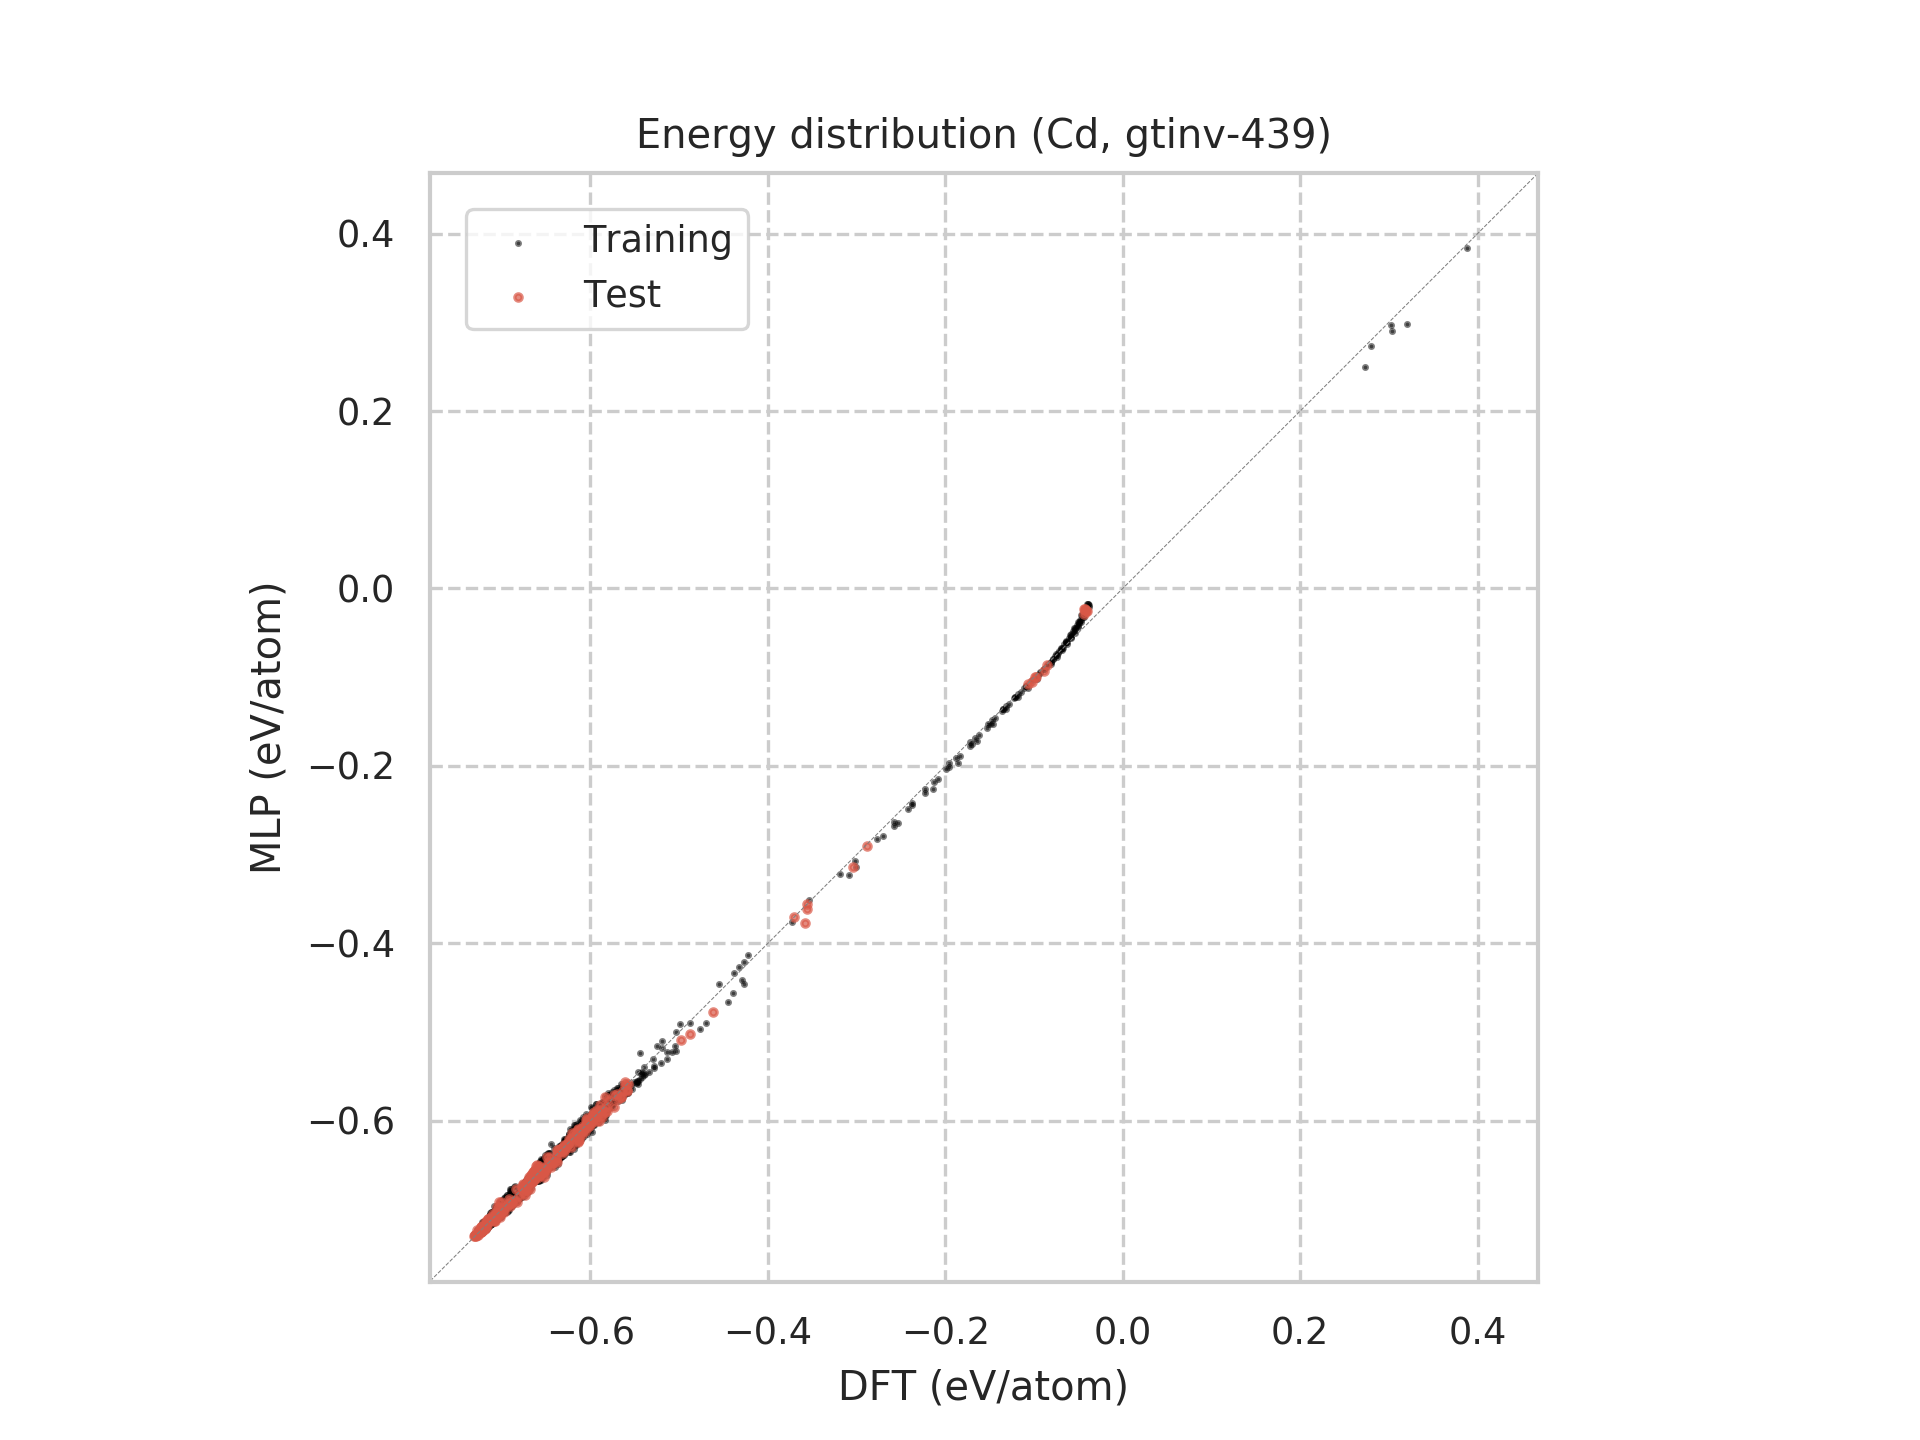 Energy distribution (Cd, gtinv-439)
Training
Test
0.4
0.2
0.0
−0.2
−0.4
−0.6
MLP (eV/atom)
−0.6 −0.4 −0.2 0.0 0.2 0.4
DFT (eV/atom)